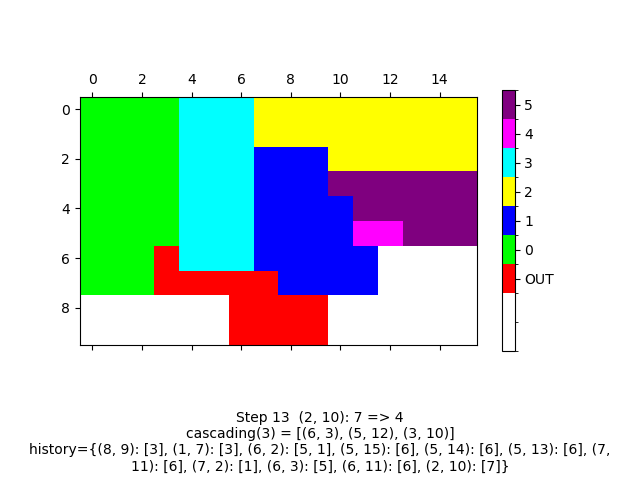 0 2 4 6 8 10 12 14
0
2
4
6
8
5
4
3
2
1
0
OUT
Step 13  (2, 10): 7 => 4
cascading(3) = [(6, 3), (5, 12), (3, 10)]
history={(8, 9): [3], (1, 7): [3], (6, 2): [5, 1], (5, 15): [6], (5, 14): [6], (5, 13): [6], (7,
11): [6], (7, 2): [1], (6, 3): [5], (6, 11): [6], (2, 10): [7]}